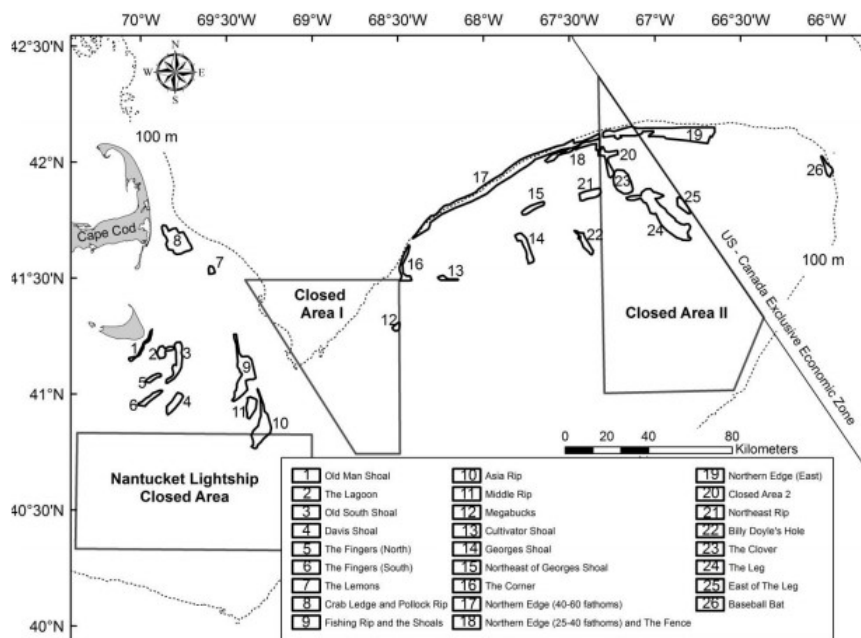 70°W 69°30'W 69°W 68°30'W 68°W 67°30'W 67°W 66°30'W 66°W
42°30'N
42°N
41°30'N
41°N
40°30'N
40°N
N
W E
S
100 m
Cape Cod
8
7
1
2
3
5
6
4
9
11
10
Closed
Area I
12
16
13
17
18
15
14
21
22
20
23
19
25
24
26
Closed Area II
US - Canada Exclusive Economic Zone
100 m
Nantucket Lightship
Closed Area
0 20 40 80
Kilometers
1 Old Man Shoal
2 The Lagoon
3 Old South Shoal
4 Davis Shoal
5 The Fingers (North)
6 The Fingers (South)
7 The Lemons
8 Crab Ledge and Pollock Rip
9 Fishing Rip and the Shoals
10 Asia Rip
11 Middle Rip
12 Megabucks
13 Cultivator Shoal
14 Georges Shoal
15 Northeast of Georges Shoal
16 The Corner
17 Northern Edge (40-60 fathoms)
18 Northern Edge (25-40 fathoms) and The Fence
19 Northern Edge (East)
20 Closed Area 2
21 Northeast Rip
22 Billy Doyle's Hole
23 The Clover
24 The Leg
25 East of The Leg
26 Baseball Bat